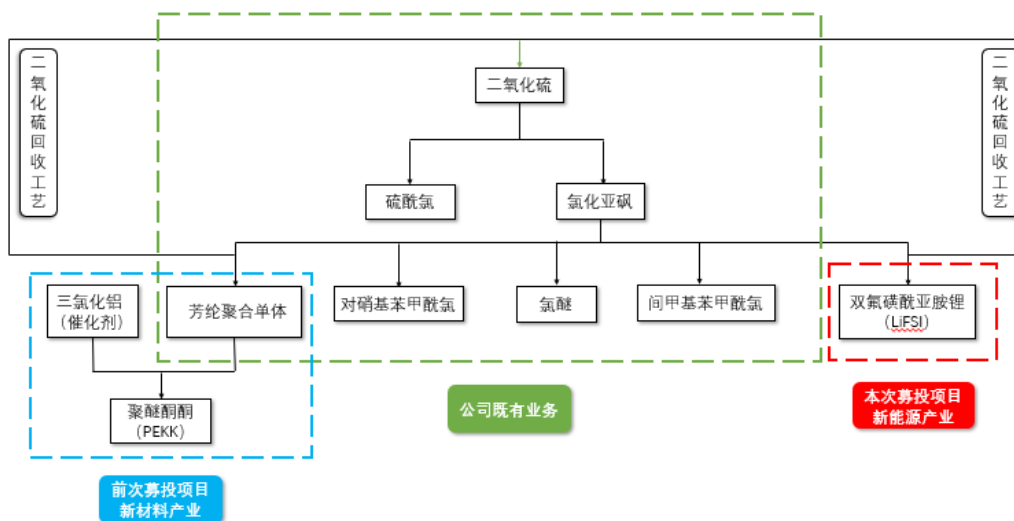 二氧化硫回收工艺
二氧化硫
二氧化硫回收工艺
硫酰氯
氯化亚砜
三氯化铝
（催化剂）
芳纶聚合单体
对硝基苯甲酰氯
氯醚
间甲基苯甲酰氯
双氟磺酰亚胺锂
（LiFSI）
聚醚酮酮
（PEKK）
公司既有业务
本次募投项目
新能源产业
前次募投项目
新材料产业